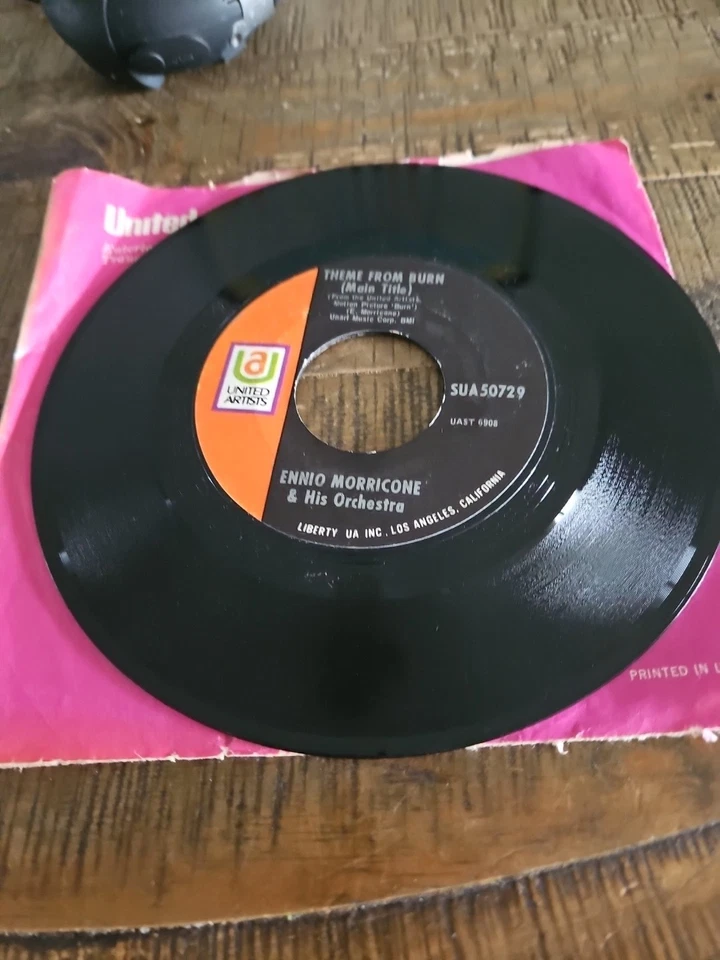 United
THEME FROM BURN
(Main Title)
(From the United Artists
Motion Picture 'Burn')
(E. Morricone)
Unart Music Corp. BMI
UA
UNITED
ARTISTS
SUA50729
UAST 6908
ENNIO MORRICONE
& His Orchestra
LIBERTY UA INC. LOS ANGELES, CALIFORNIA
PRINTED IN